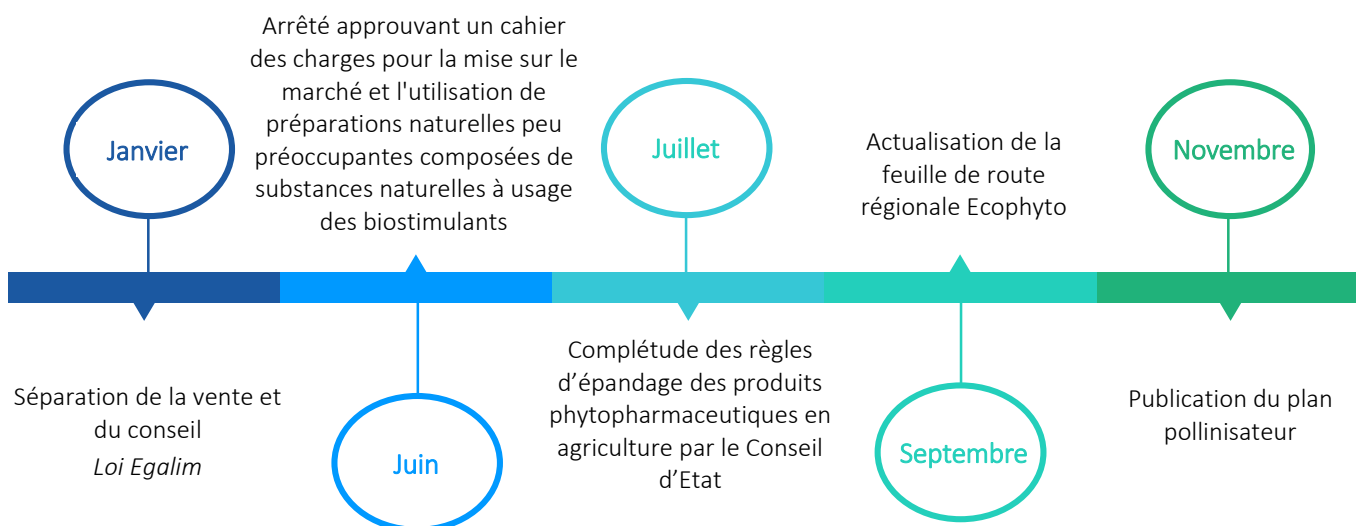 Janvier
Séparation de la vente et
du conseil
Loi Egalim
Arrêté approuvant un cahier
des charges pour la mise sur le
marché et l'utilisation de
préparations naturelles peu
préoccupantes composées de
substances naturelles à usage
des biostimulants
Juin
Juillet
Complétude des règles
d’épandage des produits
phytopharmaceutiques en
agriculture par le Conseil
d’Etat
Actualisation de la
feuille de route
régionale Ecophyto
Septembre
Novembre
Publication du plan
pollinisateur